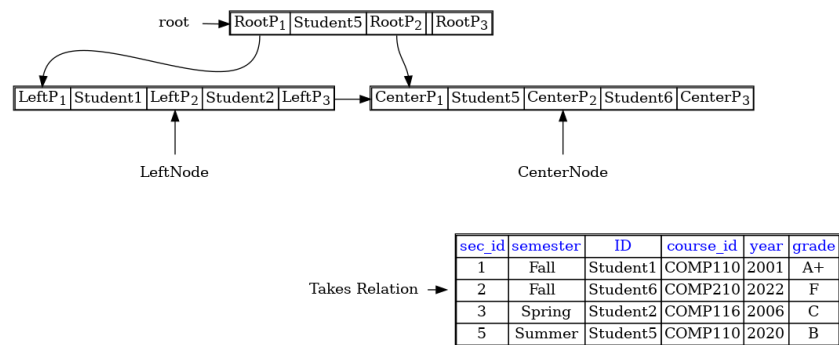 root RootP1 Student5 RootP2 RootP3
LeftP1 Student1 LeftP2 Student2 LeftP3 CenterP1 Student5 CenterP2 Student6 CenterP3
LeftNode CenterNode
sec_id semester ID course_id year grade
1 Fall Student1 COMP110 2001 A+
Takes Relation 2 Fall Student6 COMP210 2022 F
3 Spring Student2 COMP116 2006 C
5 Summer Student5 COMP110 2020 B